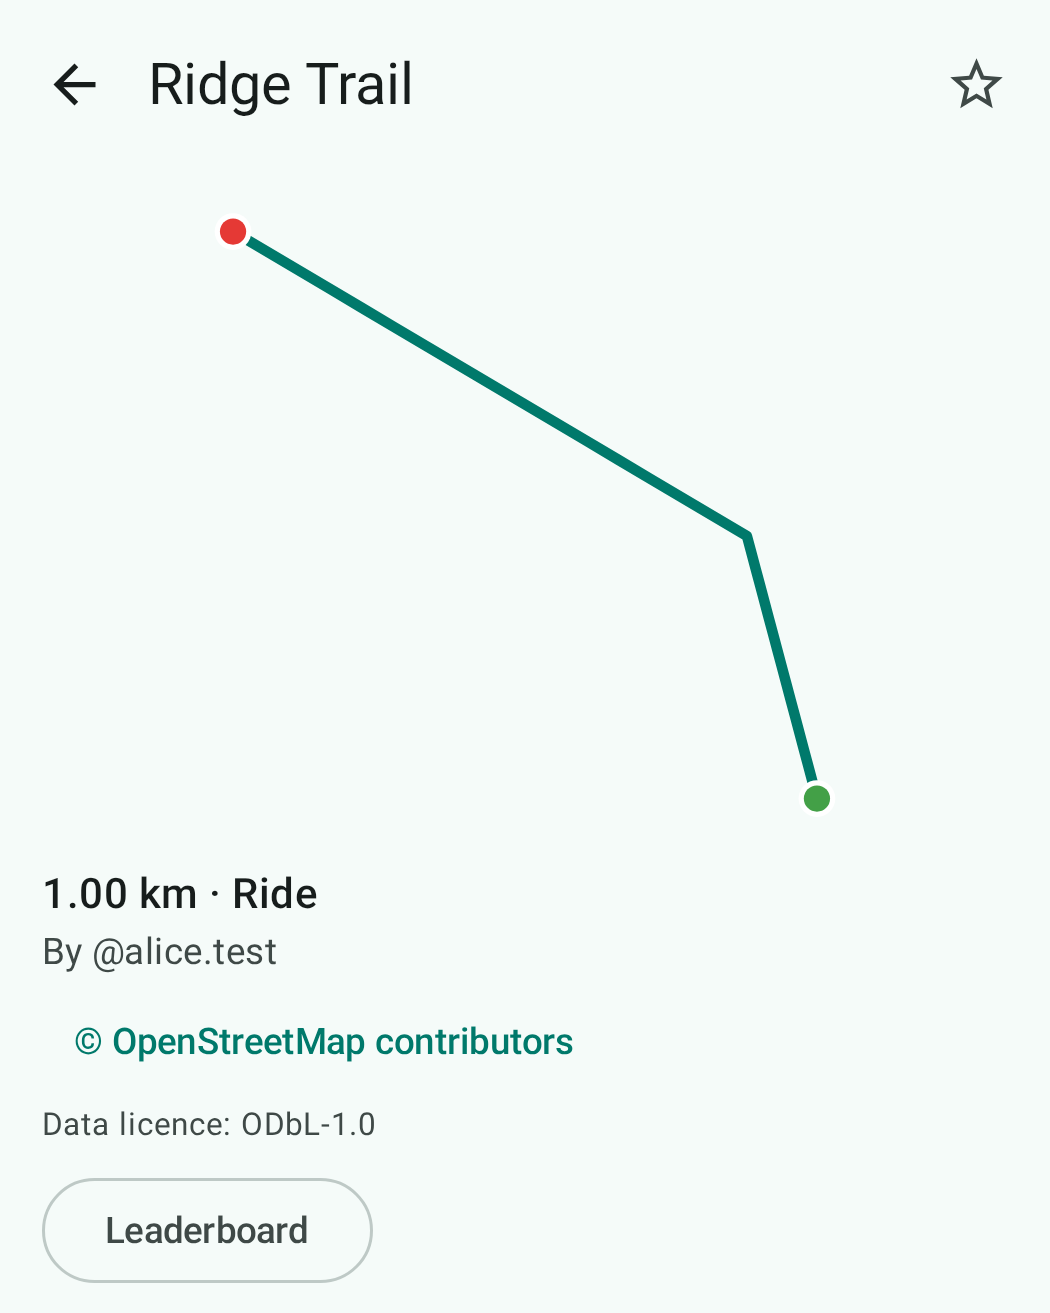 Ridge Trail
1.00 km · Ride
By @alice.test
© OpenStreetMap contributors
Data licence: ODbL-1.0
Leaderboard